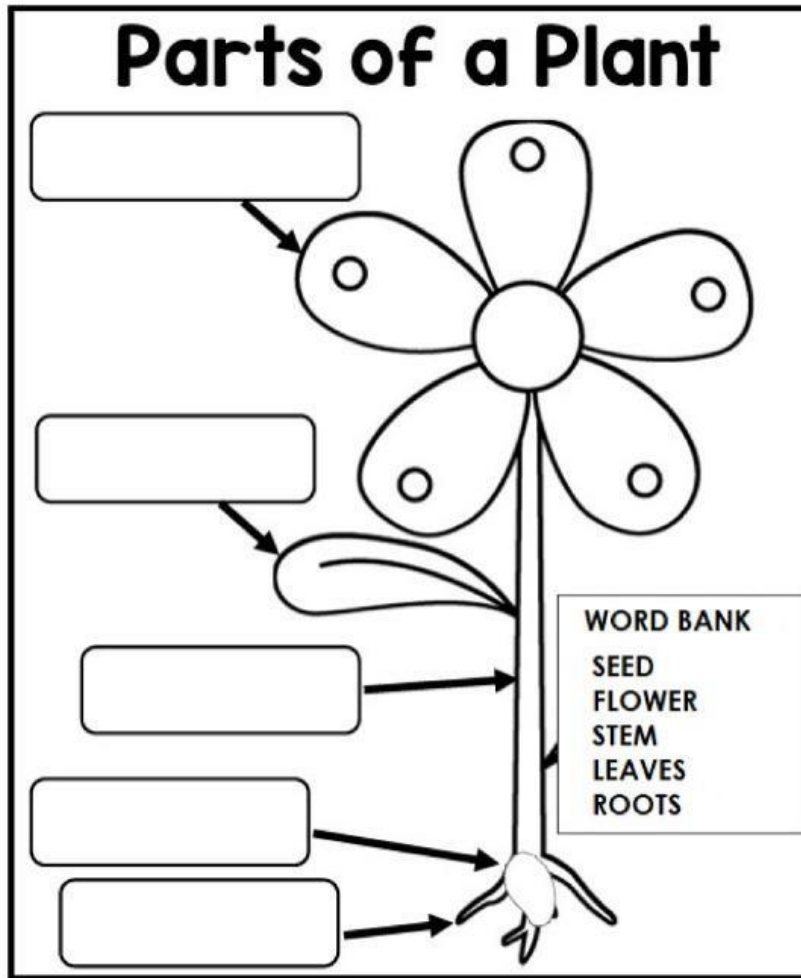 Parts of a Plant
WORD BANK
SEED
FLOWER
STEM
LEAVES
ROOTS